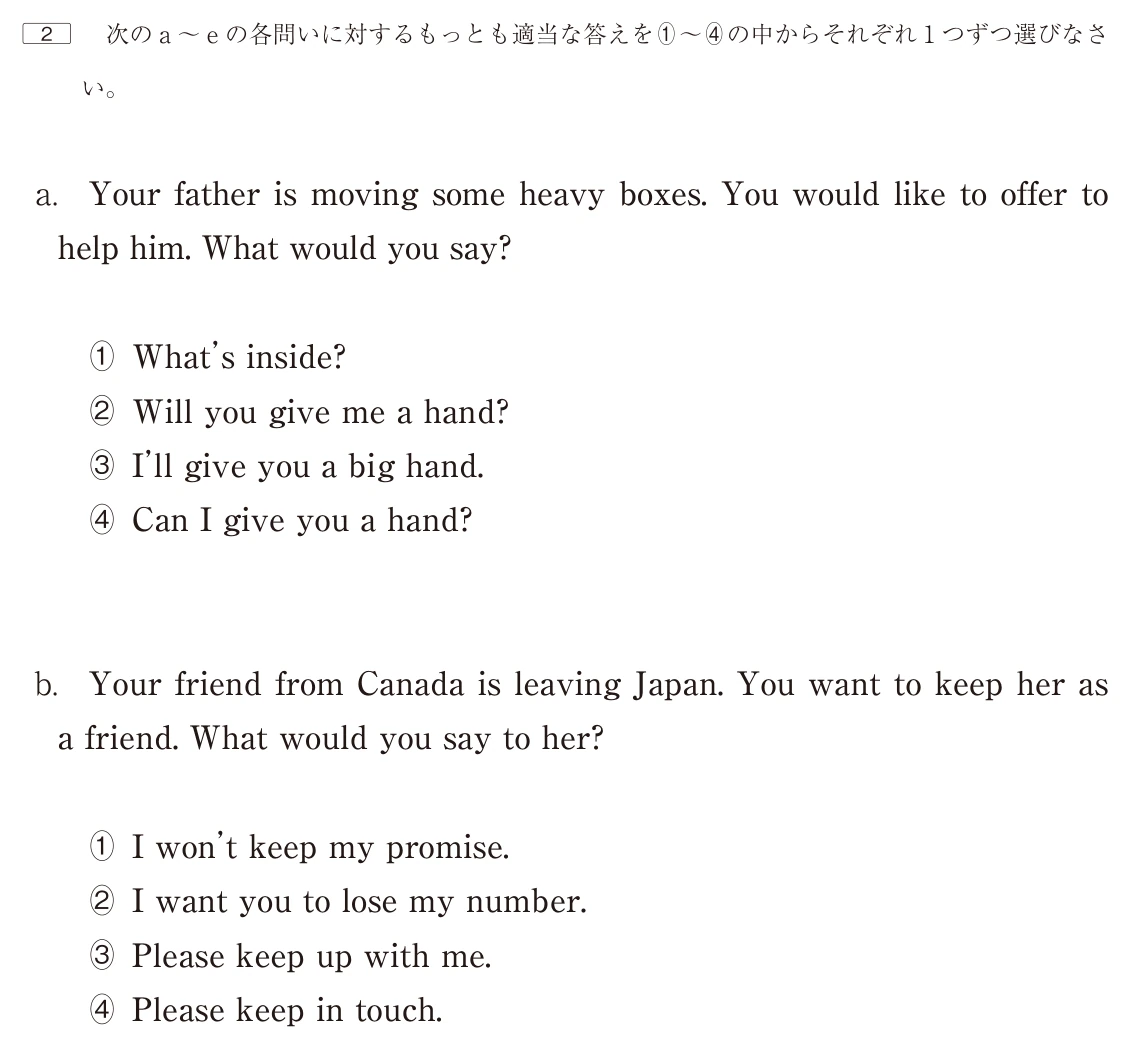 2 次のa～eの各問いに対するもっとも適当な答えを①～④の中からそれぞれ1つずつ選びなさ
い。
a. Your father is moving some heavy boxes. You would like to offer to
help him. What would you say?
① What's inside?
② Will you give me a hand?
③ I'll give you a big hand.
④ Can I give you a hand?
b. Your friend from Canada is leaving Japan. You want to keep her as
a friend. What would you say to her?
① I won't keep my promise.
② I want you to lose my number.
③ Please keep up with me.
④ Please keep in touch.